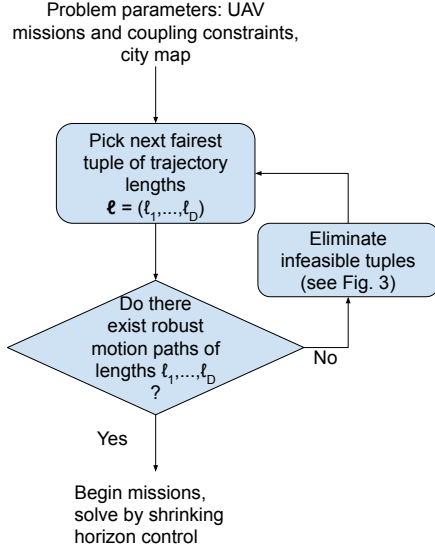 Problem parameters: UAV
missions and coupling constraints,
city map
Pick next fairest
tuple of trajectory
lengths
ℓ = (ℓ₁,...,ℓ_D)
Eliminate
infeasible tuples
(see Fig. 3)
Do there
exist robust
motion paths of
lengths ℓ₁,...,ℓ_D
?
No
Yes
Begin missions,
solve by shrinking
horizon control